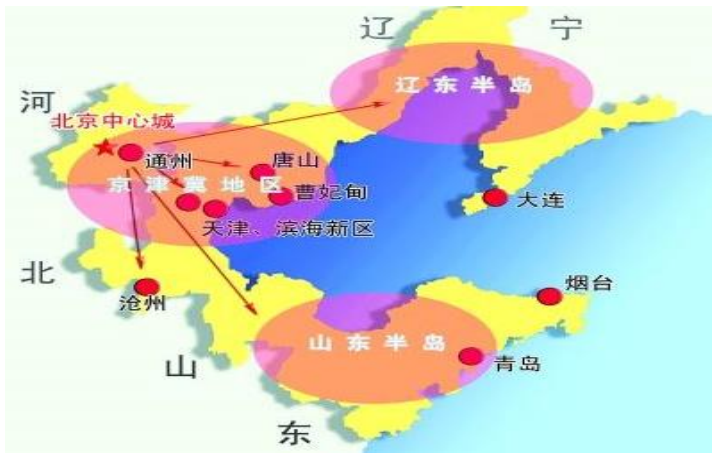 辽 宁
辽东半岛
河 北
北京中心城
通州
唐山
京津冀地区
曹妃甸
天津、滨海新区
大连
沧州
烟台
山东半岛
青岛
山 东